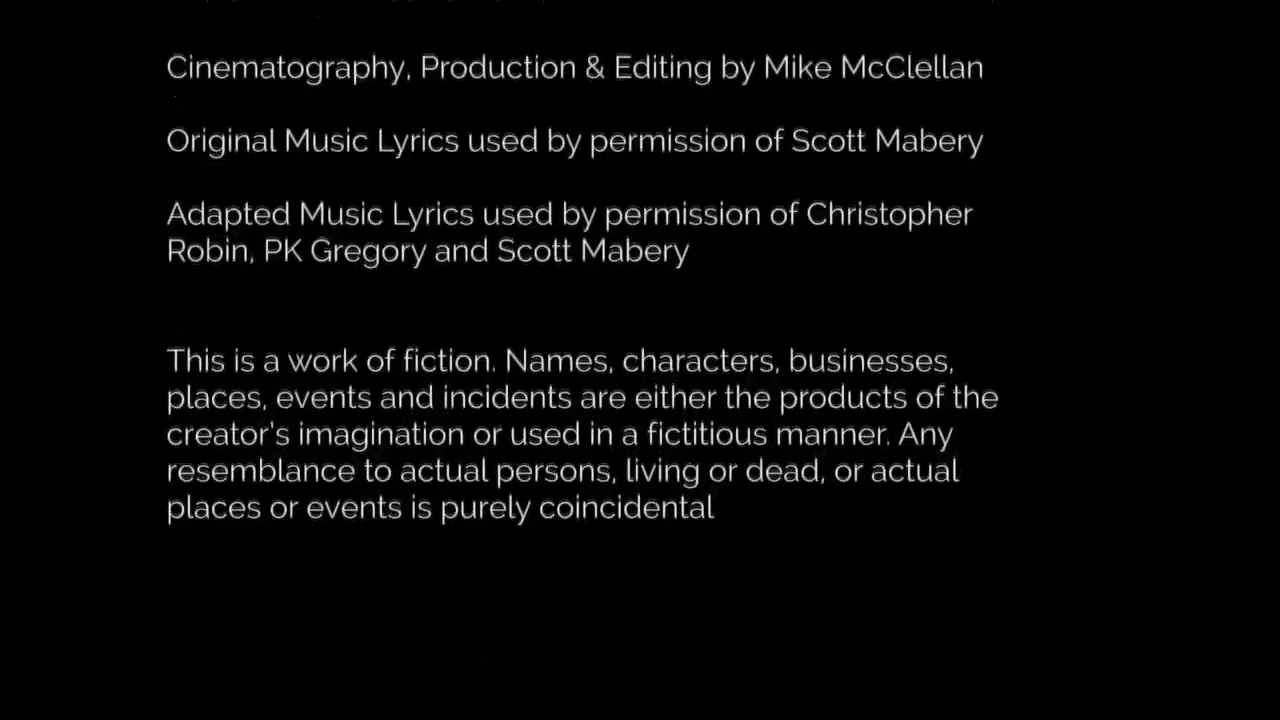 Cinematography, Production & Editing by Mike McClellan
Original Music Lyrics used by permission of Scott Mabery
Adapted Music Lyrics used by permission of Christopher
Robin, PK Gregory and Scott Mabery
This is a work of fiction. Names, characters, businesses,
places, events and incidents are either the products of the
creator's imagination or used in a fictitious manner. Any
resemblance to actual persons, living or dead, or actual
places or events is purely coincidental